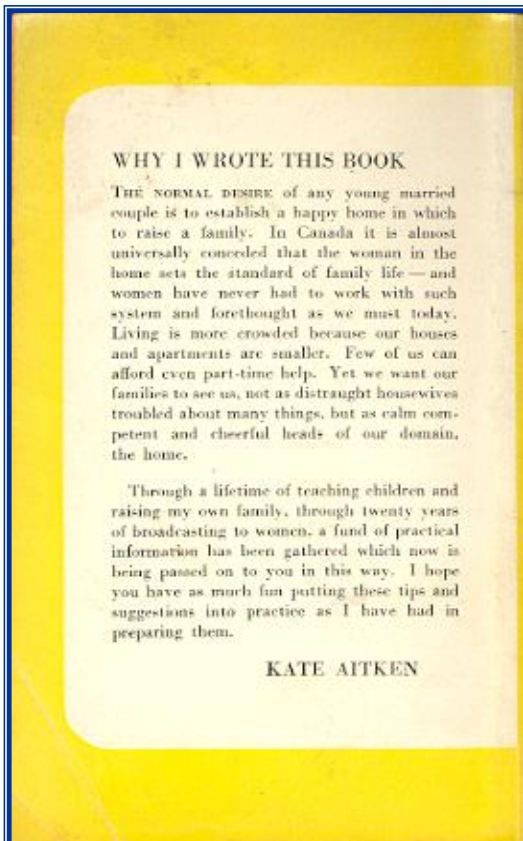 WHY I WROTE THIS BOOK
THE NORMAL DESIRE of any young married
couple is to establish a happy home in which
to raise a family. In Canada it is almost
universally conceded that the woman in the
home sets the standard of family life — and
women have never had to work with such
system and forethought as we must today.
Living is more crowded because our houses
and apartments are smaller. Few of us can
afford even part-time help. Yet we want our
families to see us, not as distraught housewives
troubled about many things, but as calm com-
petent and cheerful heads of our domain,
the home.
Through a lifetime of teaching children and
raising my own family, through twenty years
of broadcasting to women, a fund of practical
information has been gathered which now is
being passed on to you in this way. I hope
you have as much fun putting these tips and
suggestions into practice as I have had in
preparing them.
KATE AITKEN